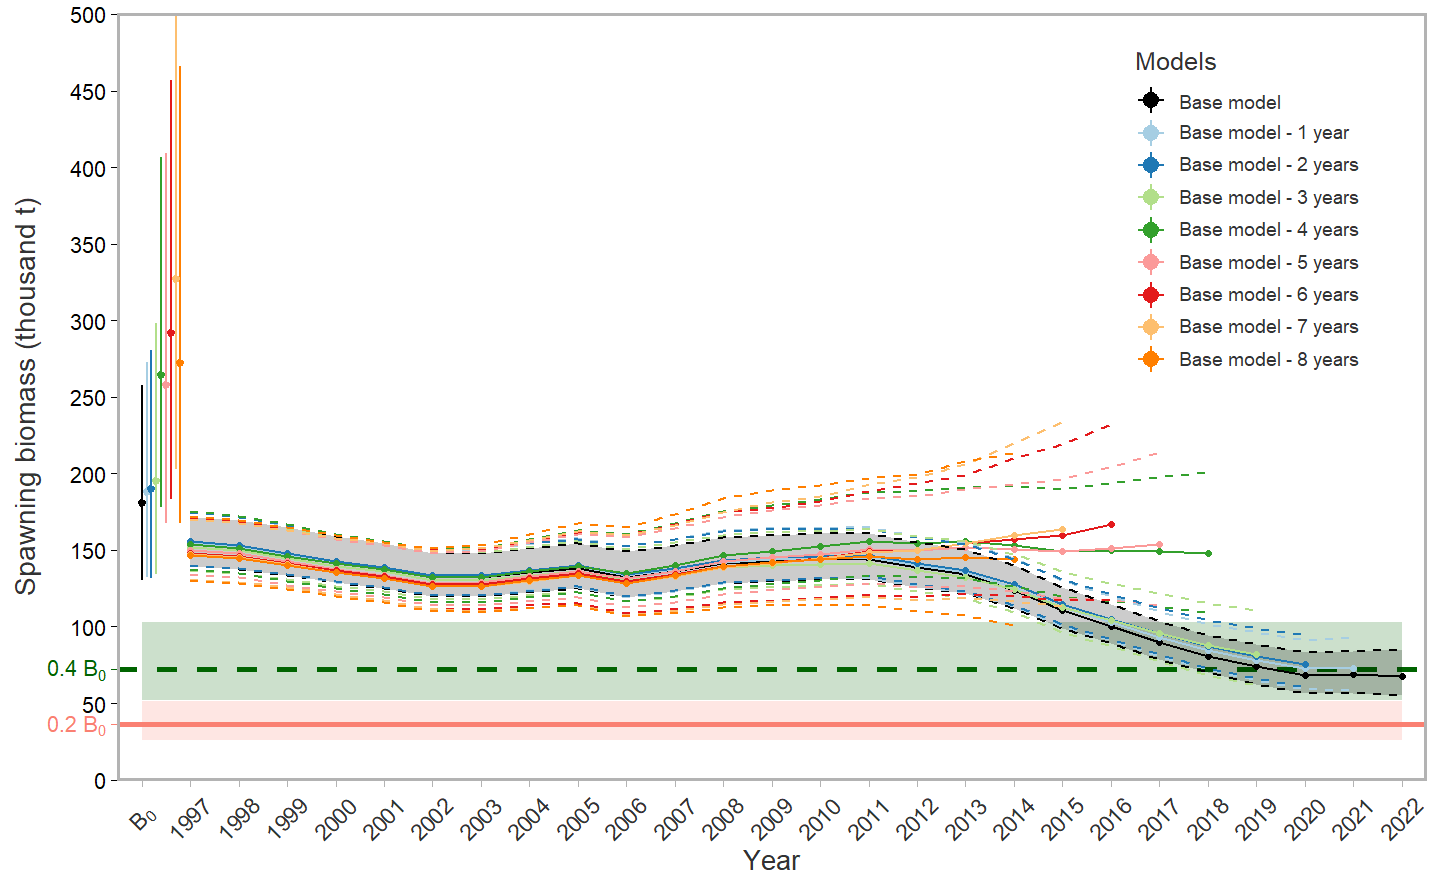 Spawning biomass (thousand t)
500
450
400
350
300
250
200
150
100
0.4 B₀
50
0.2 B₀
0
Models
Base model
Base model - 1 year
Base model - 2 years
Base model - 3 years
Base model - 4 years
Base model - 5 years
Base model - 6 years
Base model - 7 years
Base model - 8 years
B₀ 1997 1998 1999 2000 2001 2002 2003 2004 2005 2006 2007 2008 2009 2010 2011 2012 2013 2014 2015 2016 2017 2018 2019 2020 2021 2022
Year